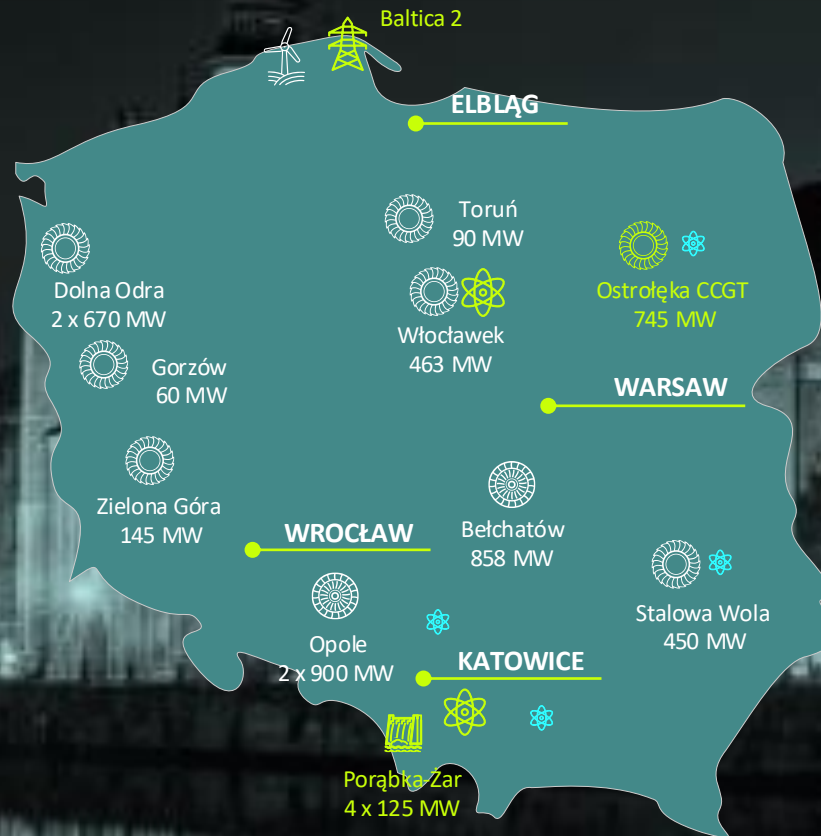 Baltica 2
ELBLĄG
Toruń
90 MW
Dolna Odra
2 x 670 MW
Ostrołęka CCGT
745 MW
Włocławek
463 MW
Gorzów
60 MW
WARSAW
Zielona Góra
145 MW
WROCŁAW
Bełchatów
858 MW
Stalowa Wola
450 MW
Opole
2 x 900 MW
KATOWICE
Porąbka-Żar
4 x 125 MW